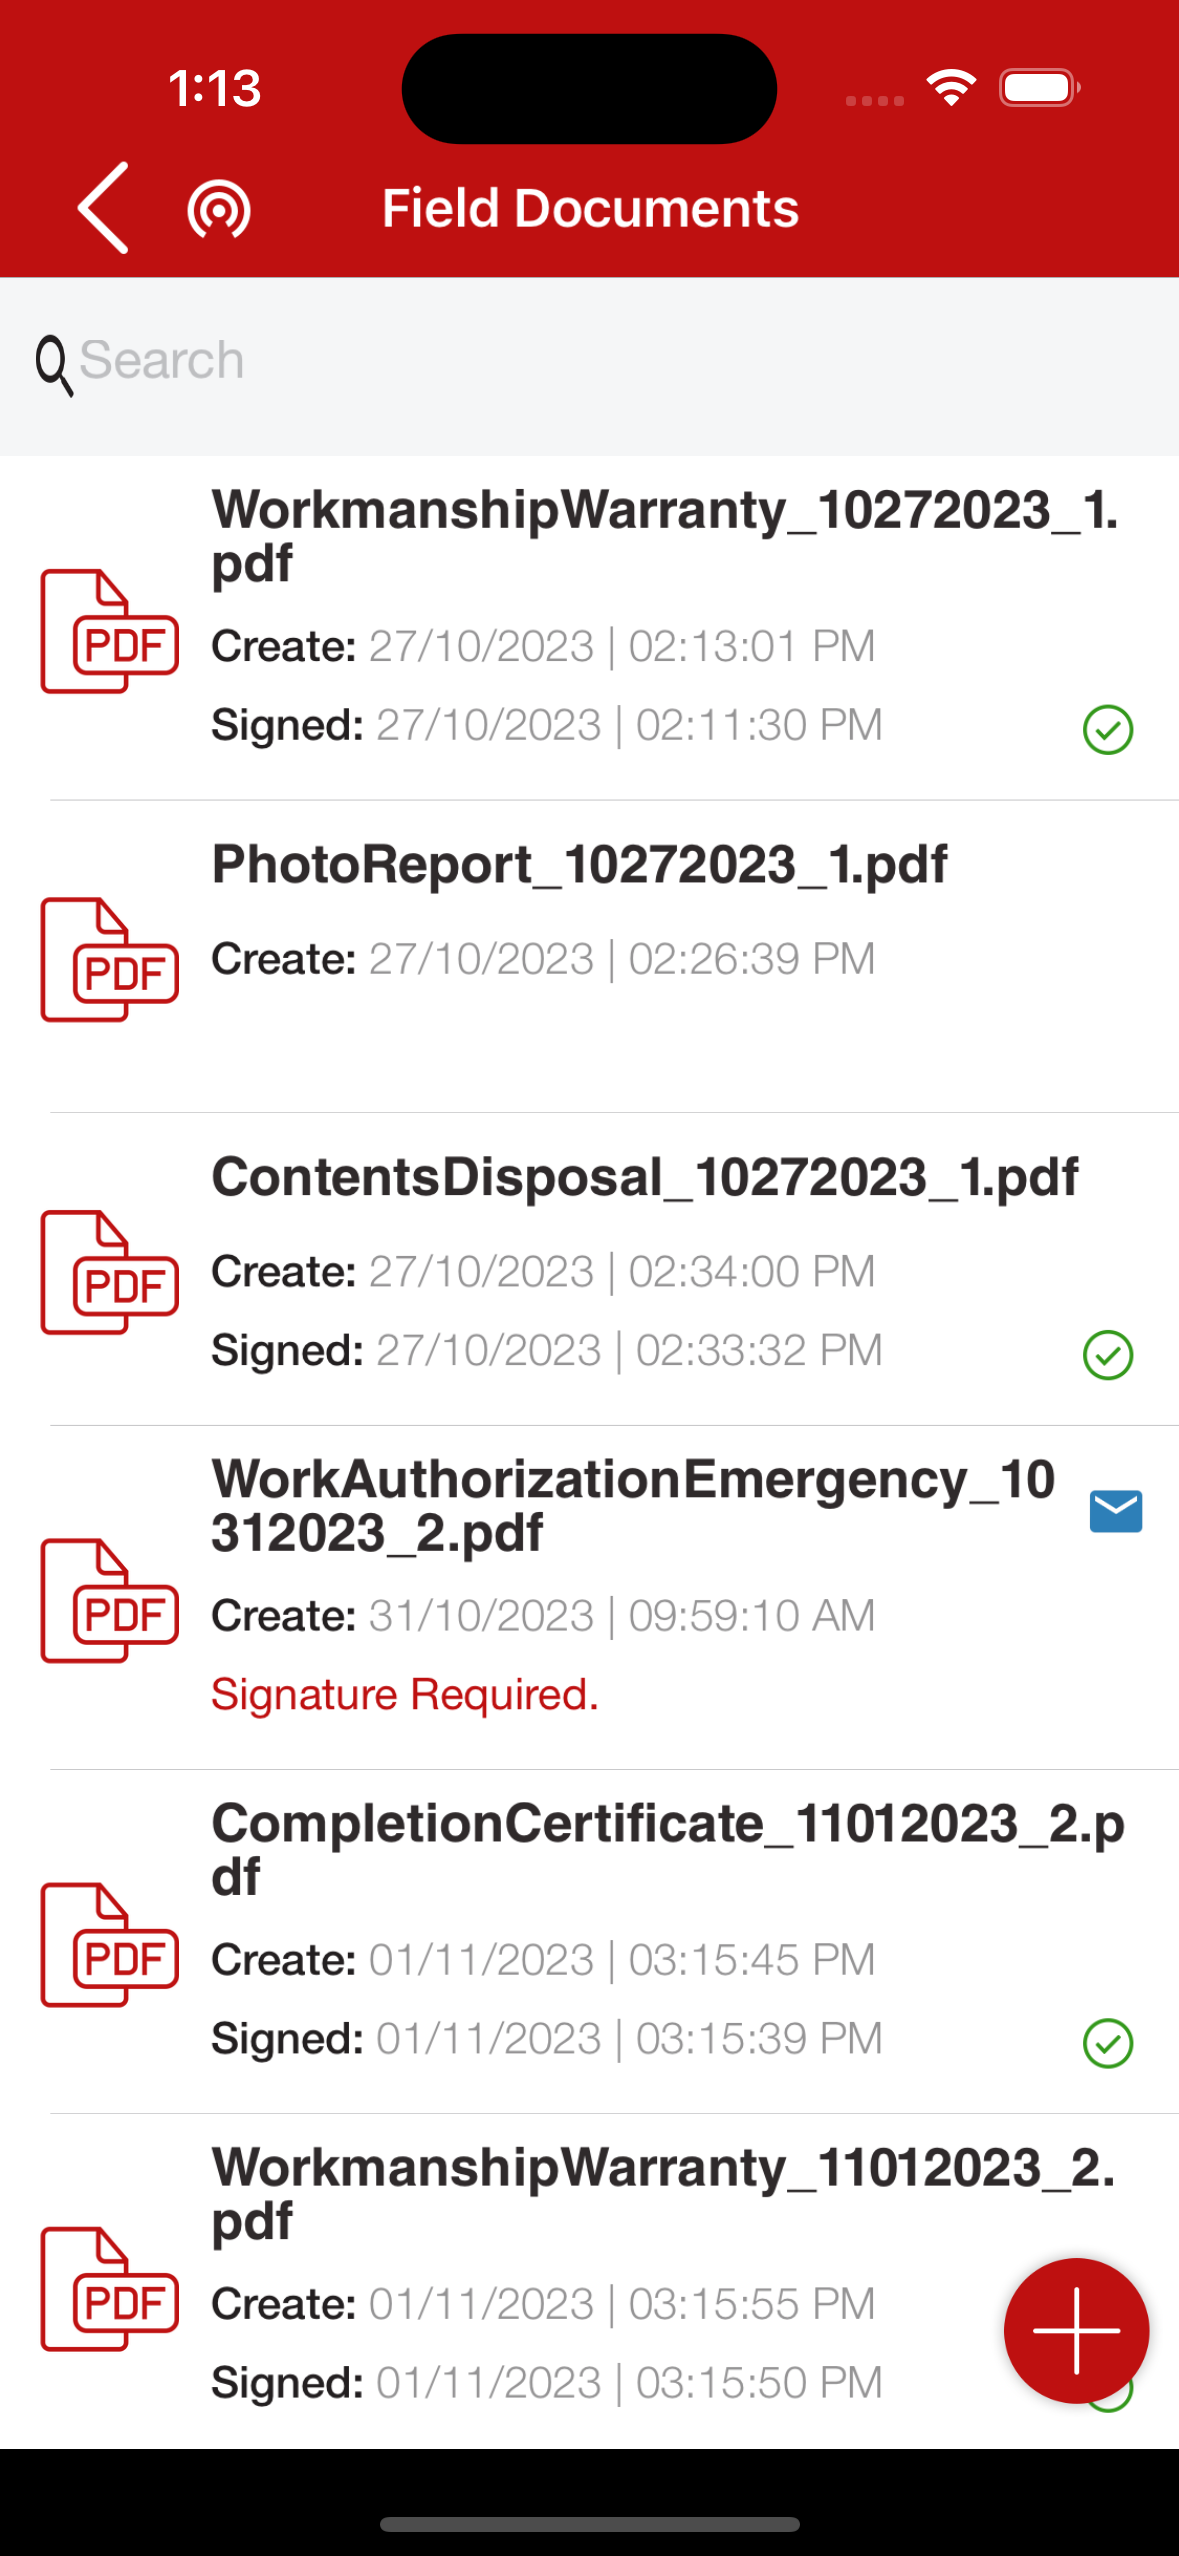 1:13
Field Documents
Search
WorkmanshipWarranty_10272023_1.
pdf
PDF
Create: 27/10/2023 | 02:13:01 PM
Signed: 27/10/2023 | 02:11:30 PM
PhotoReport_10272023_1.pdf
PDF
Create: 27/10/2023 | 02:26:39 PM
ContentsDisposal_10272023_1.pdf
PDF
Create: 27/10/2023 | 02:34:00 PM
Signed: 27/10/2023 | 02:33:32 PM
WorkAuthorizationEmergency_10
312023_2.pdf
PDF
Create: 31/10/2023 | 09:59:10 AM
Signature Required.
CompletionCertificate_11012023_2.p
df
PDF
Create: 01/11/2023 | 03:15:45 PM
Signed: 01/11/2023 | 03:15:39 PM
WorkmanshipWarranty_11012023_2.
pdf
PDF
Create: 01/11/2023 | 03:15:55 PM
Signed: 01/11/2023 | 03:15:50 PM